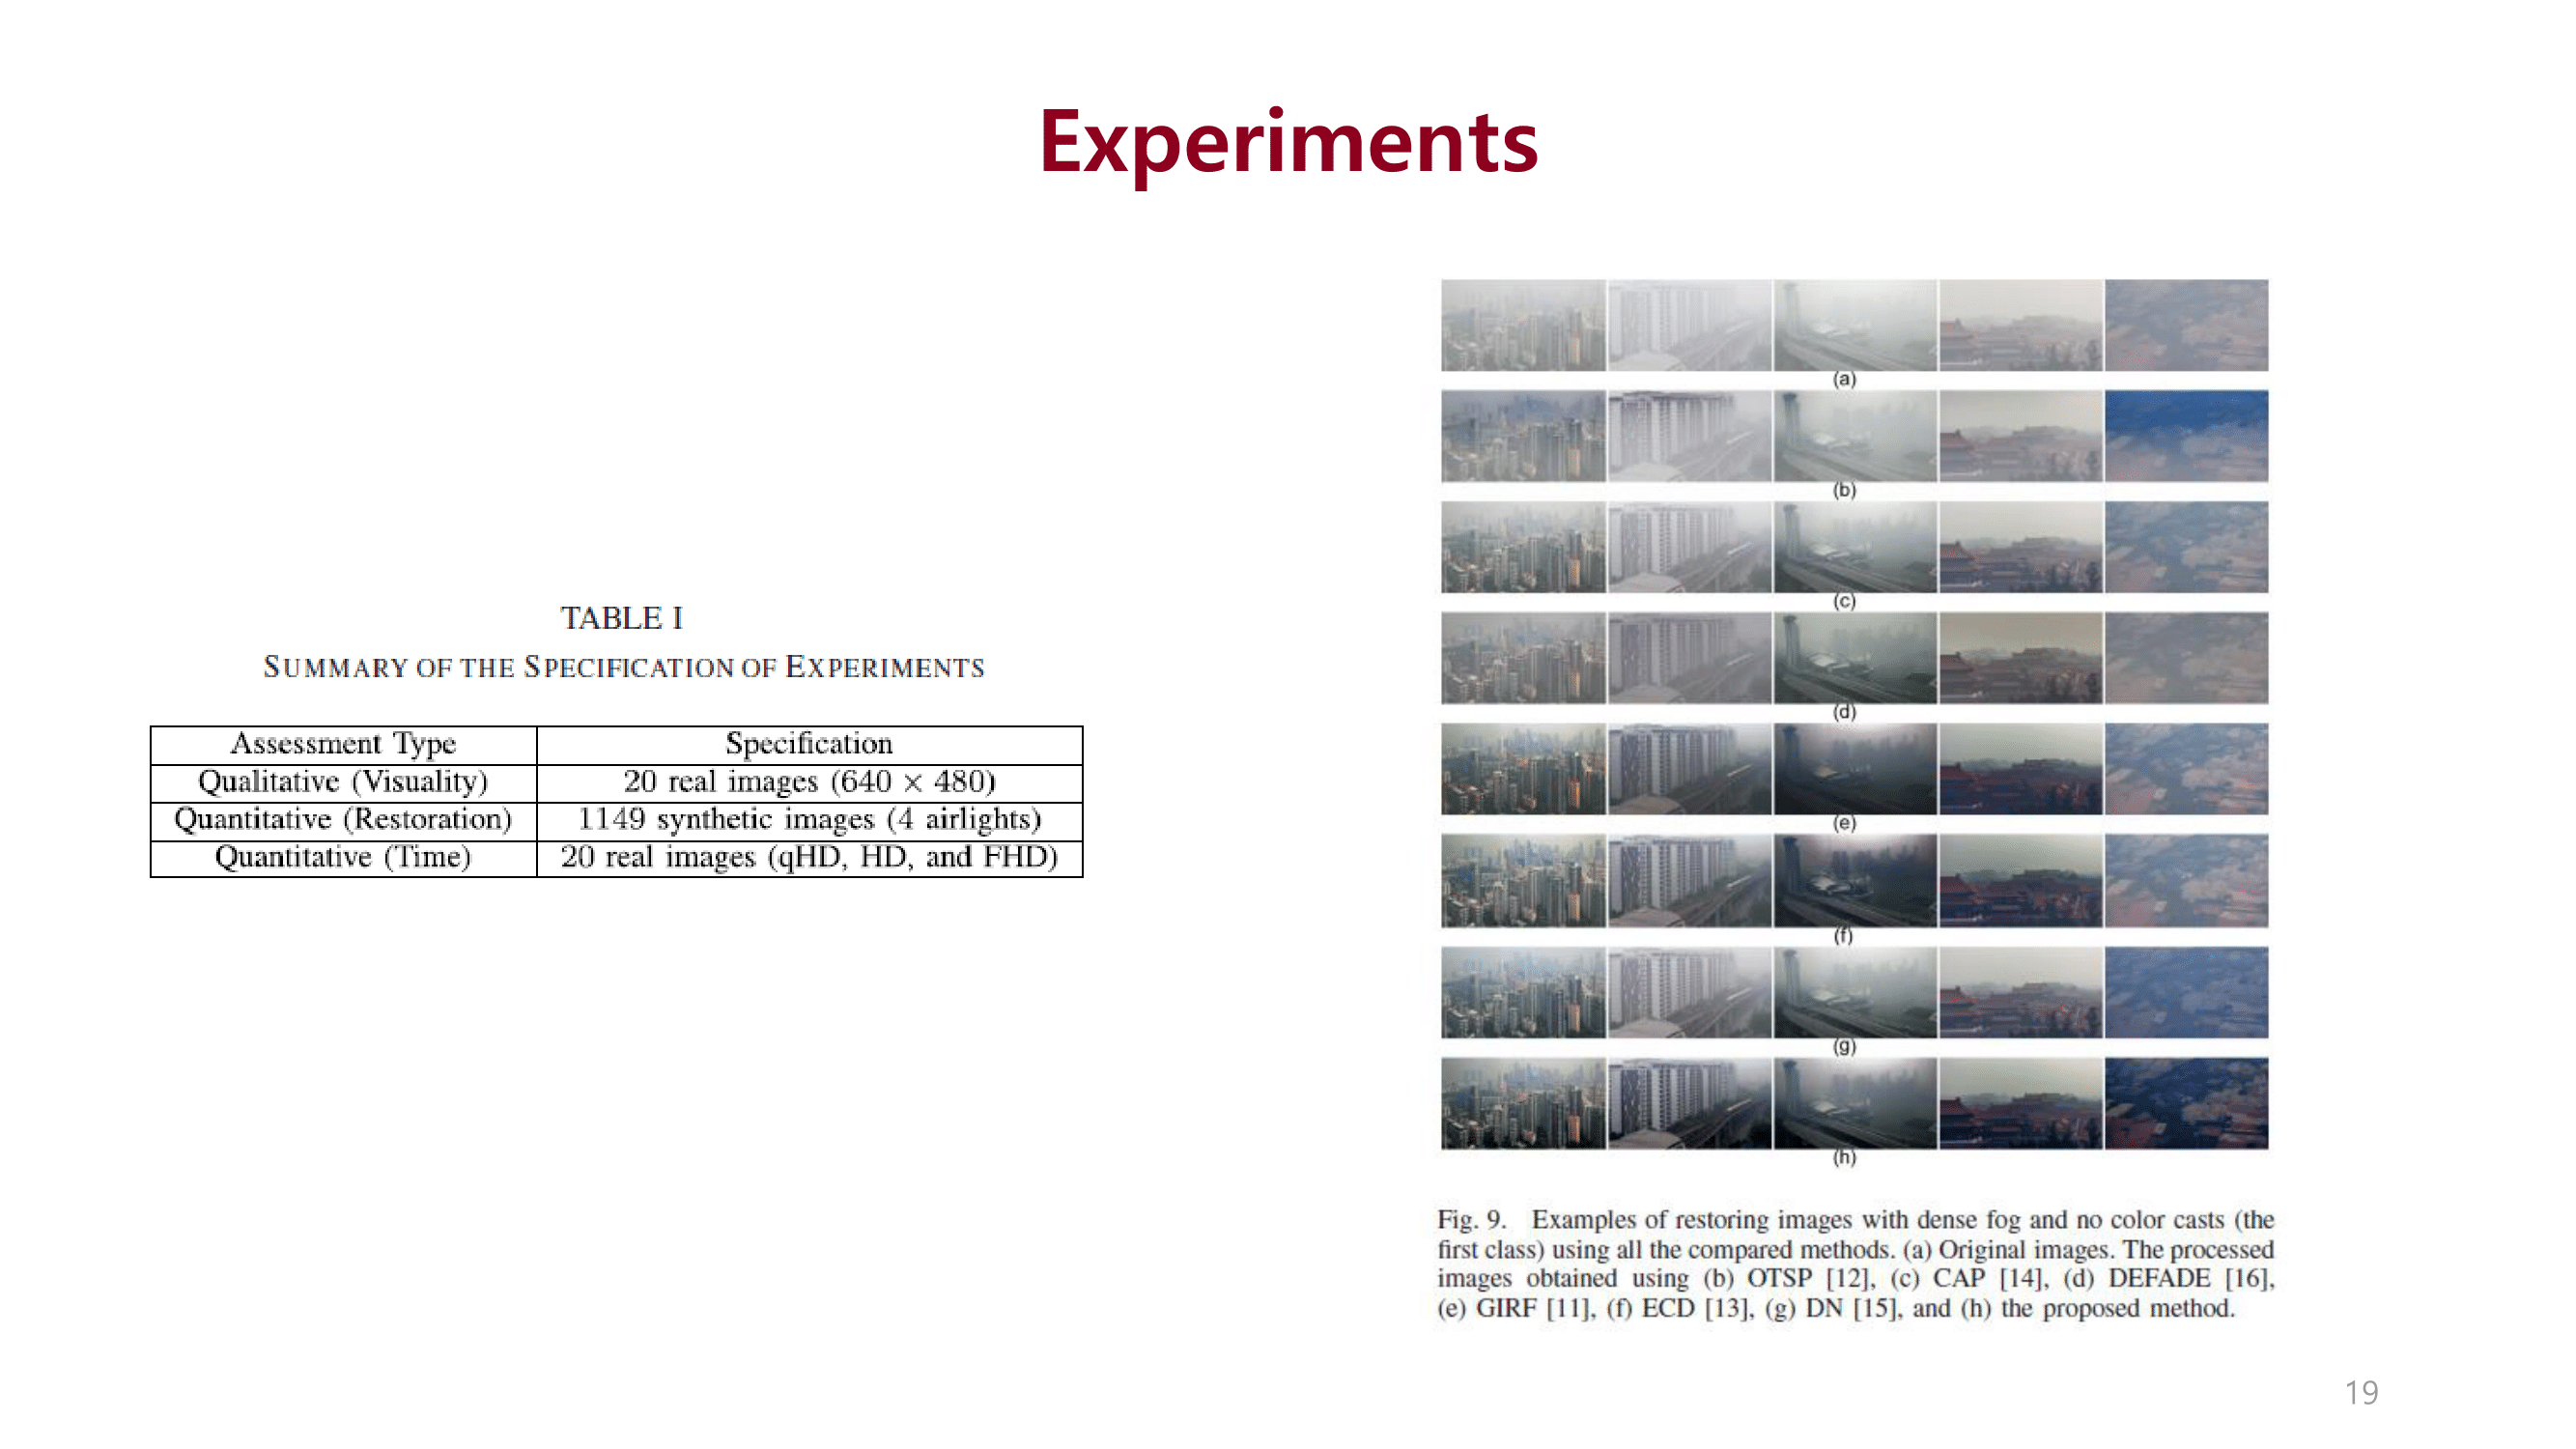 Experiments
TABLE I
SUMMARY OF THE SPECIFICATION OF EXPERIMENTS
Assessment Type Specification
Qualitative (Visuality) 20 real images (640 × 480)
Quantitative (Restoration) 1149 synthetic images (4 airlights)
Quantitative (Time) 20 real images (qHD, HD, and FHD)
(a)
(b)
(c)
(d)
(e)
(f)
(g)
(h)
Fig. 9. Examples of restoring images with dense fog and no color casts (the
first class) using all the compared methods. (a) Original images. The processed
images obtained using (b) OTSP [12], (c) CAP [14], (d) DEFADE [16],
(e) GIRF [11], (f) ECD [13], (g) DN [15], and (h) the proposed method.
19